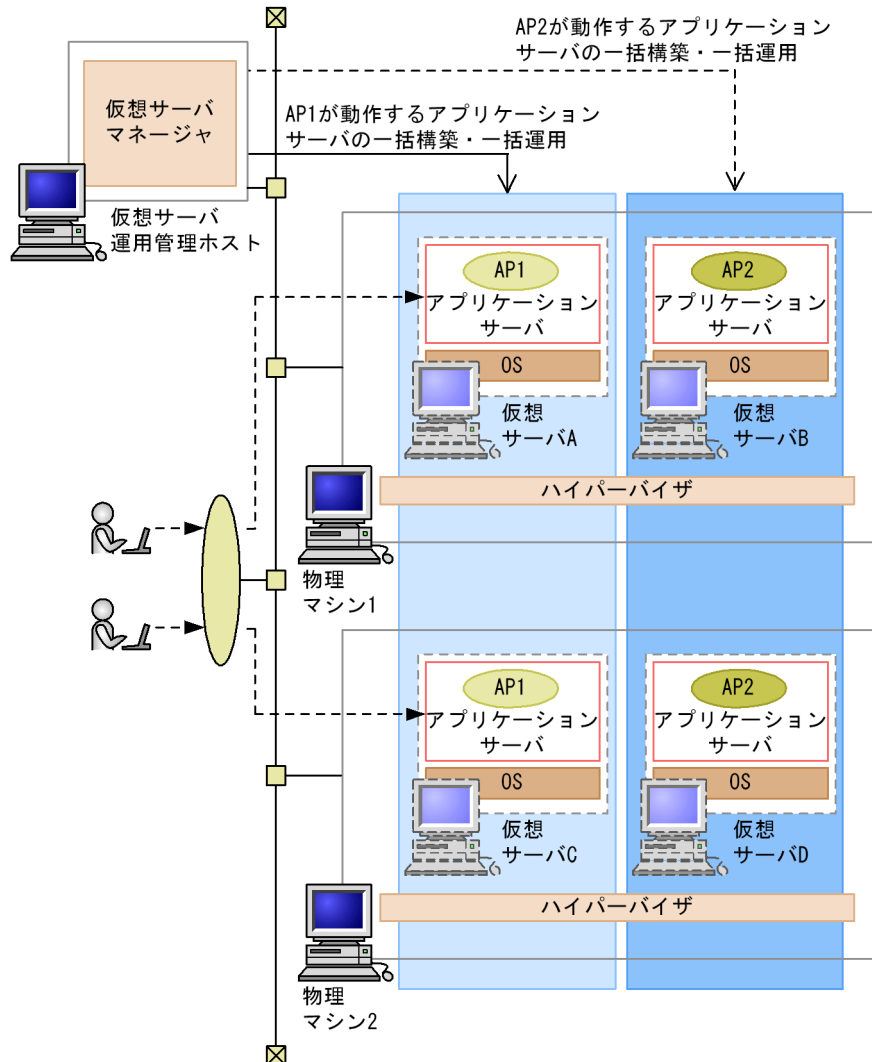 AP2が動作するアプリケーション
サーバの一括構築・一括運用
仮想サーバ
マネージャ
AP1が動作するアプリケーション
サーバの一括構築・一括運用
仮想サーバ
運用管理ホスト
AP1
アプリケーション
サーバ
OS
仮想
サーバA
AP2
アプリケーション
サーバ
OS
仮想
サーバB
ハイパーバイザ
物理
マシン1
AP1
アプリケーション
サーバ
OS
仮想
サーバC
AP2
アプリケーション
サーバ
OS
仮想
サーバD
ハイパーバイザ
物理
マシン2